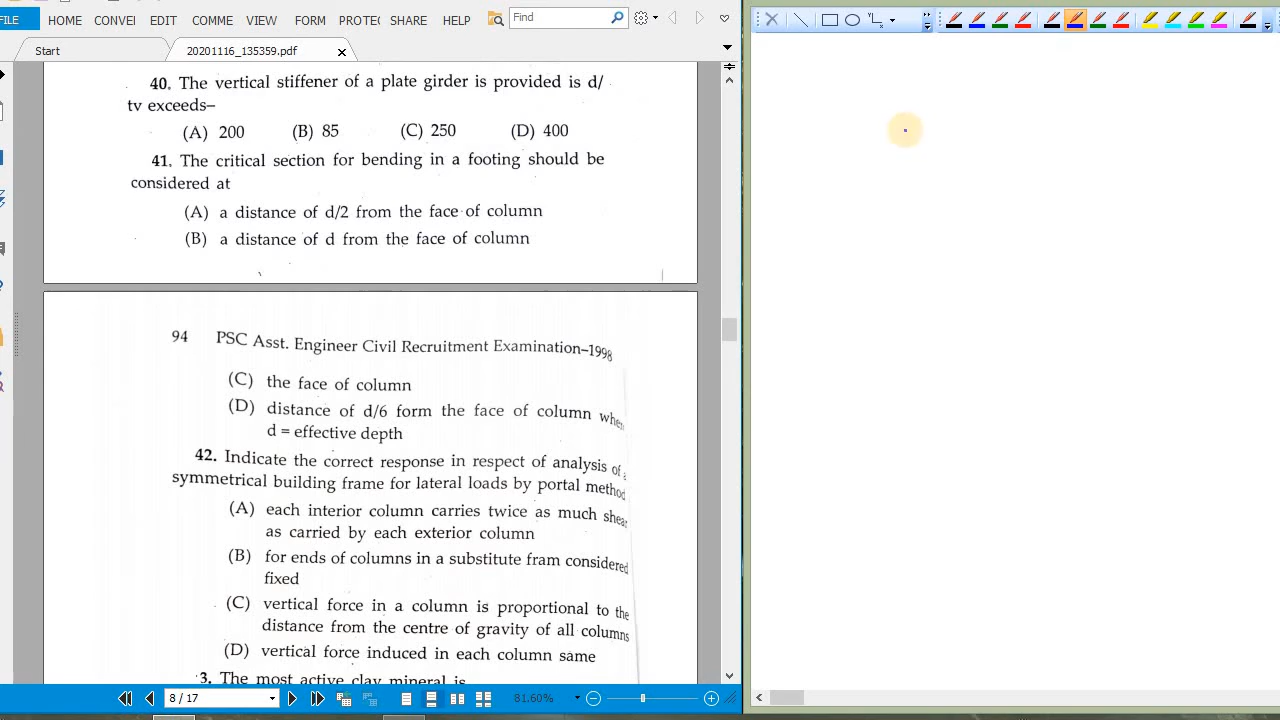 FILE HOME CONVEI EDIT COMME VIEW FORM PROTEC SHARE HELP Find
Start 20201116_135359.pdf
40. The vertical stiffener of a plate girder is provided is d/
tv exceeds–
(A) 200 (B) 85 (C) 250 (D) 400
41. The critical section for bending in a footing should be
considered at
(A) a distance of d/2 from the face of column
(B) a distance of d from the face of column
94 PSC Asst. Engineer Civil Recruitment Examination–1998
(C) the face of column
(D) distance of d/6 form the face of column wher
d = effective depth
42. Indicate the correct response in respect of analysis of a
symmetrical building frame for lateral loads by portal method
(A) each interior column carries twice as much shear
as carried by each exterior column
(B) for ends of columns in a substitute fram considered
fixed
(C) vertical force in a column is proportional to the
distance from the centre of gravity of all columns
(D) vertical force induced in each column same
3. The most active clay mineral is
8 / 17 81.60%